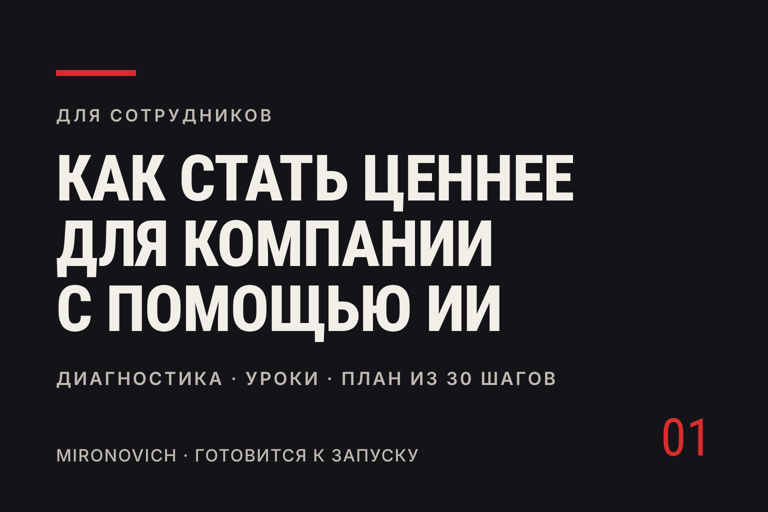 ДЛЯ СОТРУДНИКОВ
КАК СТАТЬ ЦЕННЕЕ
ДЛЯ КОМПАНИИ
С ПОМОЩЬЮ ИИ
ДИАГНОСТИКА · УРОКИ · ПЛАН ИЗ 30 ШАГОВ
01
MIRONOVICH · ГОТОВИТСЯ К ЗАПУСКУ